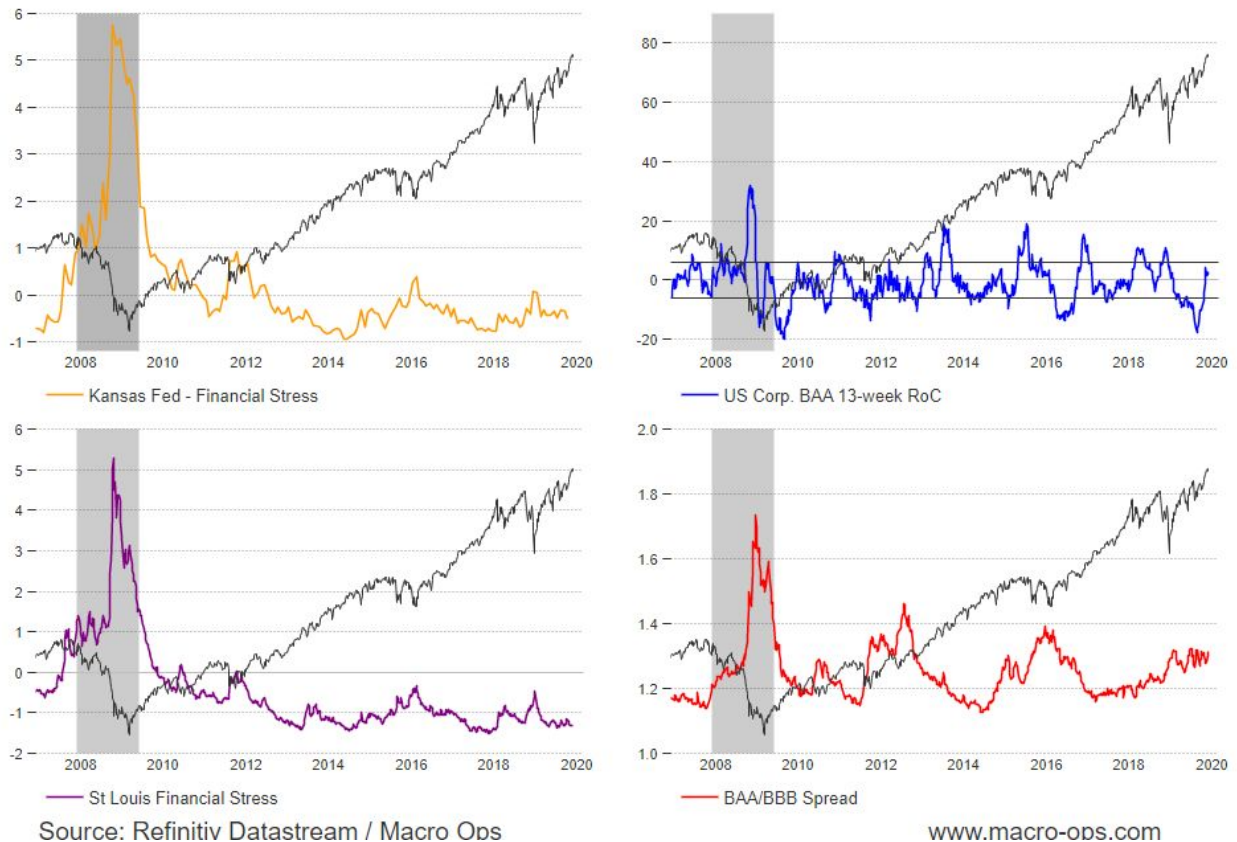 6
5
4
3
2
1
0
-1
2008 2010 2012 2014 2016 2018 2020
Kansas Fed - Financial Stress
80
60
40
20
0
-20
2008 2010 2012 2014 2016 2018 2020
US Corp. BAA 13-week RoC
6
5
4
3
2
1
0
-1
-2
2008 2010 2012 2014 2016 2018 2020
St Louis Financial Stress
2.0
1.8
1.6
1.4
1.2
1.0
2008 2010 2012 2014 2016 2018 2020
BAA/BBB Spread
Source: Refinitiv Datastream / Macro Ops
www.macro-ops.com